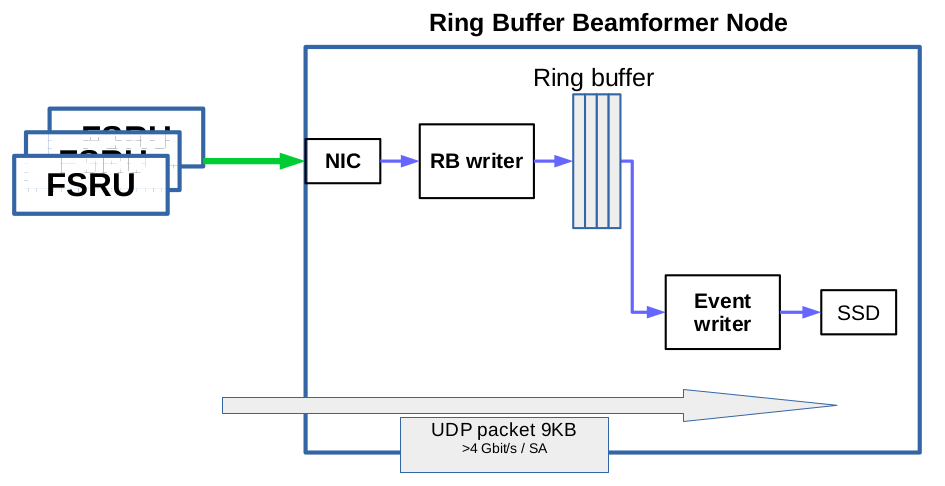 Ring Buffer Beamformer Node
Ring buffer
FSRU
FSRU
FSRU
NIC
RB writer
Event
writer
SSD
UDP packet 9KB
>4 Gbit/s / SA